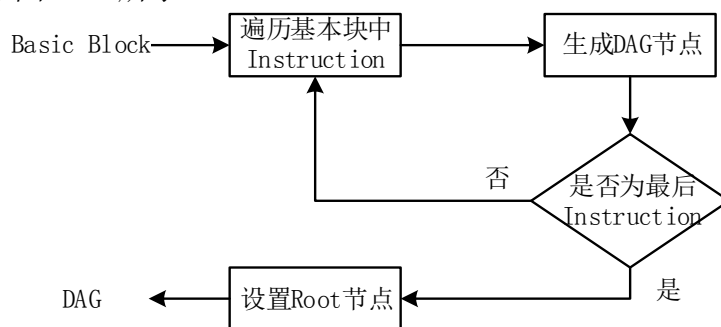 Basic Block
遍历基本块中
Instruction
生成DAG节点
否
是否为最后
Instruction
是
DAG
设置Root节点